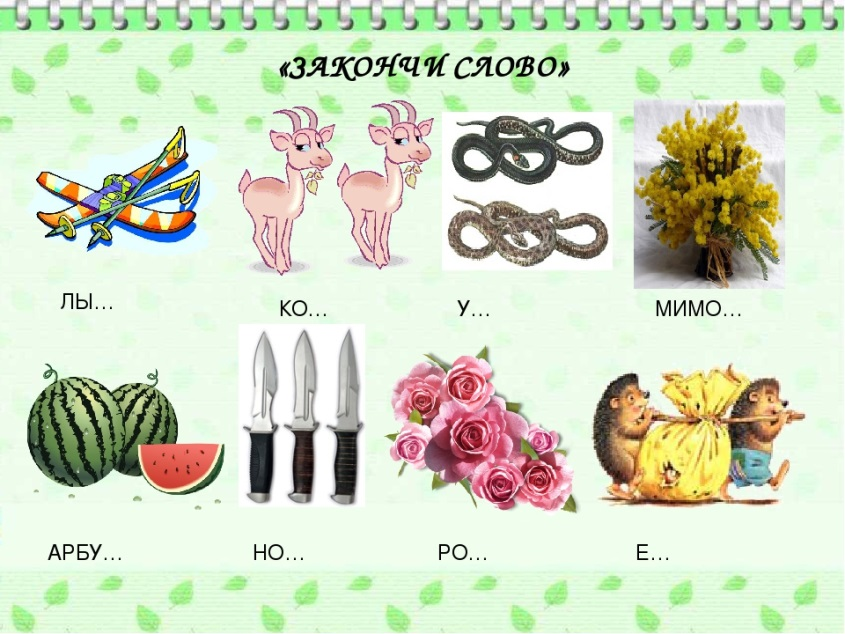 «ЗАКОНЧИ СЛОВО»
ЛЫ…
КО…
У…
МИМО…
АРБУ…
НО…
РО…
Е…